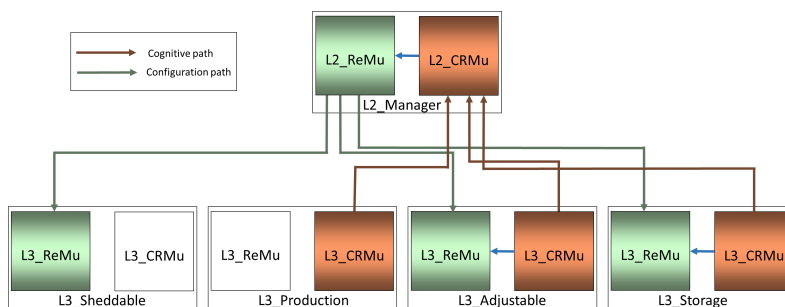 L2_ReMu
L2_CRMu
L2_Manager
Cognitive path
Configuration path
L3_ReMu
L3_CRMu
L3_Sheddable
L3_ReMu
L3_CRMu
L3_Production
L3_ReMu
L3_CRMu
L3_Adjustable
L3_ReMu
L3_CRMu
L3_Storage